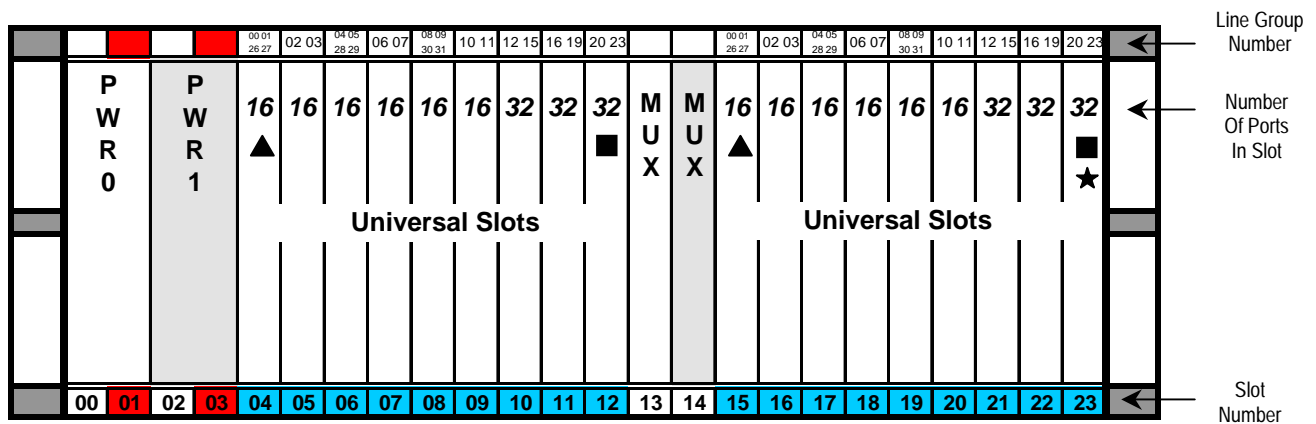 Line Group
Number
00 01
26 27
02 03
04 05
28 29
06 07
08 09
30 31
10 11
12 15
16 19
20 23
00 01
26 27
02 03
04 05
28 29
06 07
08 09
30 31
10 11
12 15
16 19
20 23
PWR0
PWR1
16 16 16 16 16 16 32 32 32
MUX
MUX
16 16 16 16 16 16 32 32 32
Number
Of Ports
In Slot
Universal Slots
Universal Slots
00 01 02 03 04 05 06 07 08 09 10 11 12 13 14 15 16 17 18 19 20 21 22 23
Slot
Number